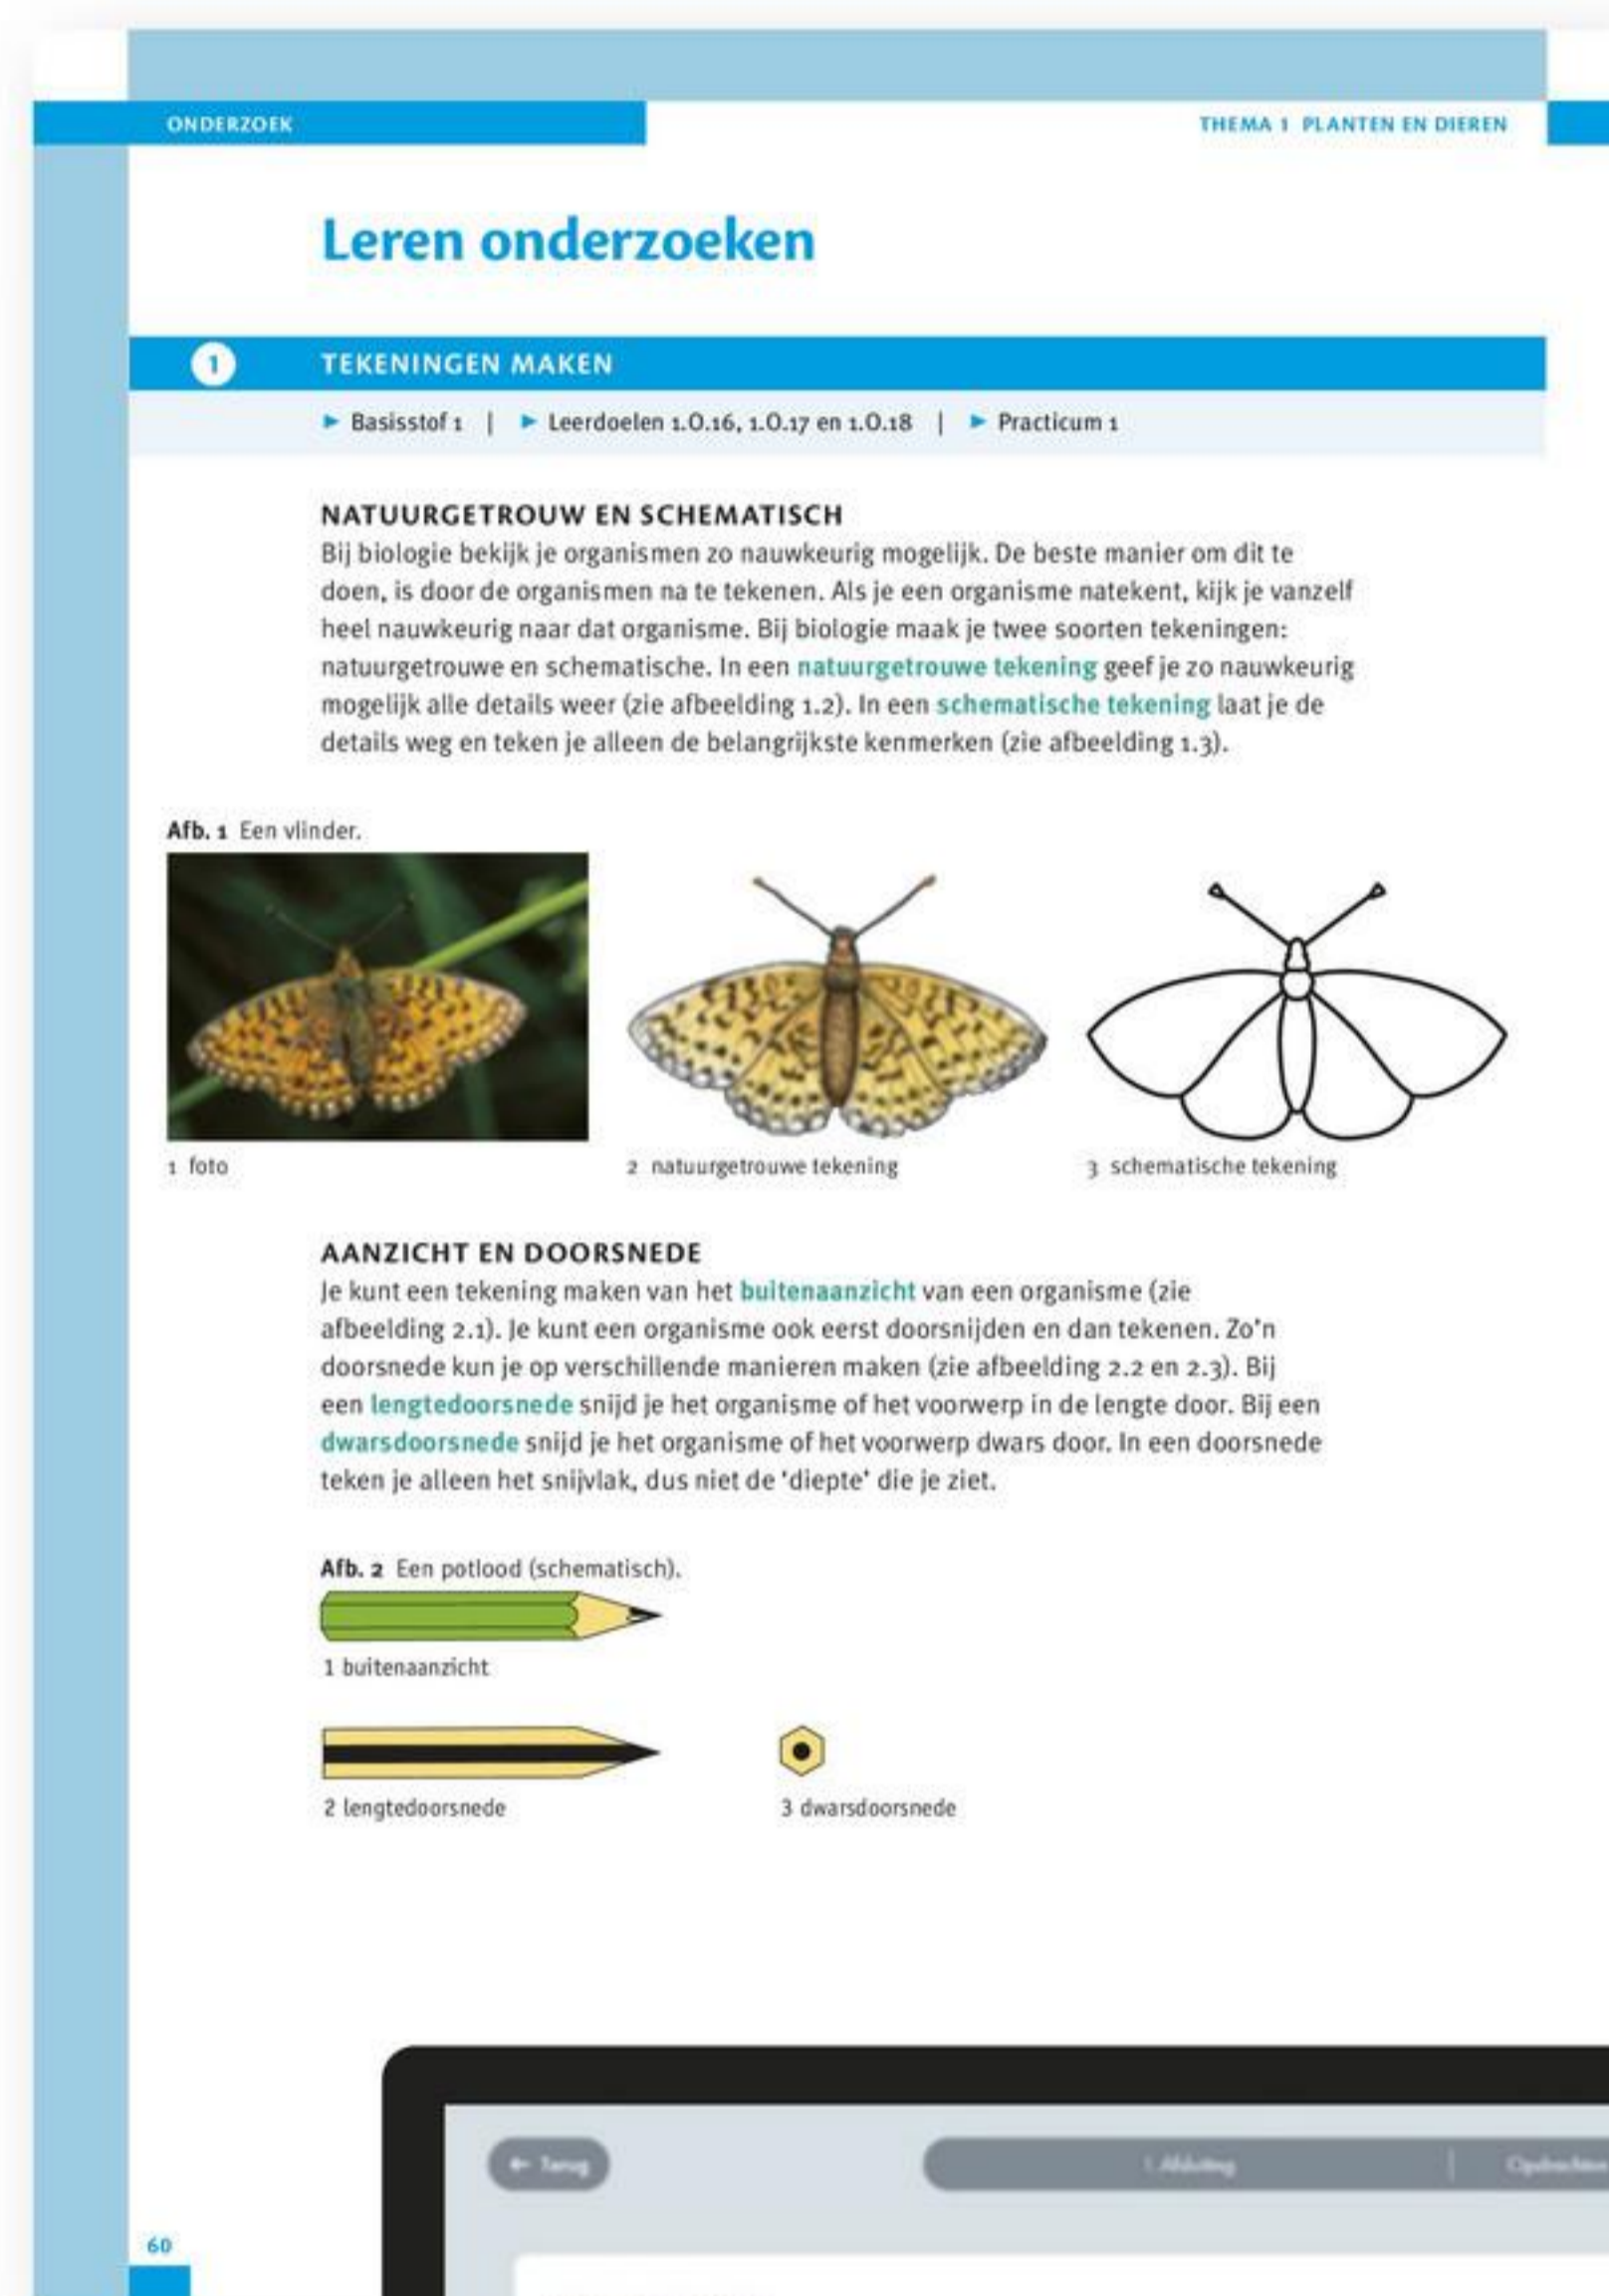 ONDERZOEK
THEMA 1 PLANTEN EN DIEREN
Leren onderzoeken
1 TEKENINGEN MAKEN
► Basisstof 1 | ► Leerdoelen 1.O.16, 1.O.17 en 1.O.18 | ► Practicum 1
NATUURGETROUW EN SCHEMATISCH
Bij biologie bekijk je organismen zo nauwkeurig mogelijk. De beste manier om dit te
doen, is door de organismen na te tekenen. Als je een organisme natekent, kijk je vanzelf
heel nauwkeurig naar dat organisme. Bij biologie maak je twee soorten tekeningen:
natuurgetrouwe en schematische. In een natuurgetrouwe tekening geef je zo nauwkeurig
mogelijk alle details weer (zie afbeelding 1.2). In een schematische tekening laat je de
details weg en teken je alleen de belangrijkste kenmerken (zie afbeelding 1.3).
Afb. 1 Een vlinder.
1 foto
2 natuurgetrouwe tekening
3 schematische tekening
AANZICHT EN DOORSNEDE
Je kunt een tekening maken van het buitenaanzicht van een organisme (zie
afbeelding 2.1). Je kunt een organisme ook eerst doorsnijden en dan tekenen. Zo'n
doorsnede kun je op verschillende manieren maken (zie afbeelding 2.2 en 2.3). Bij
een lengtedoorsnede snijd je het organisme of het voorwerp in de lengte door. Bij een
dwarsdoorsnede snijd je het organisme of het voorwerp dwars door. In een doorsnede
teken je alleen het snijvlak, dus niet de 'diepte' die je ziet.
Afb. 2 Een potlood (schematisch).
1 buitenaanzicht
2 lengtedoorsnede
3 dwarsdoorsnede
← Terug
60